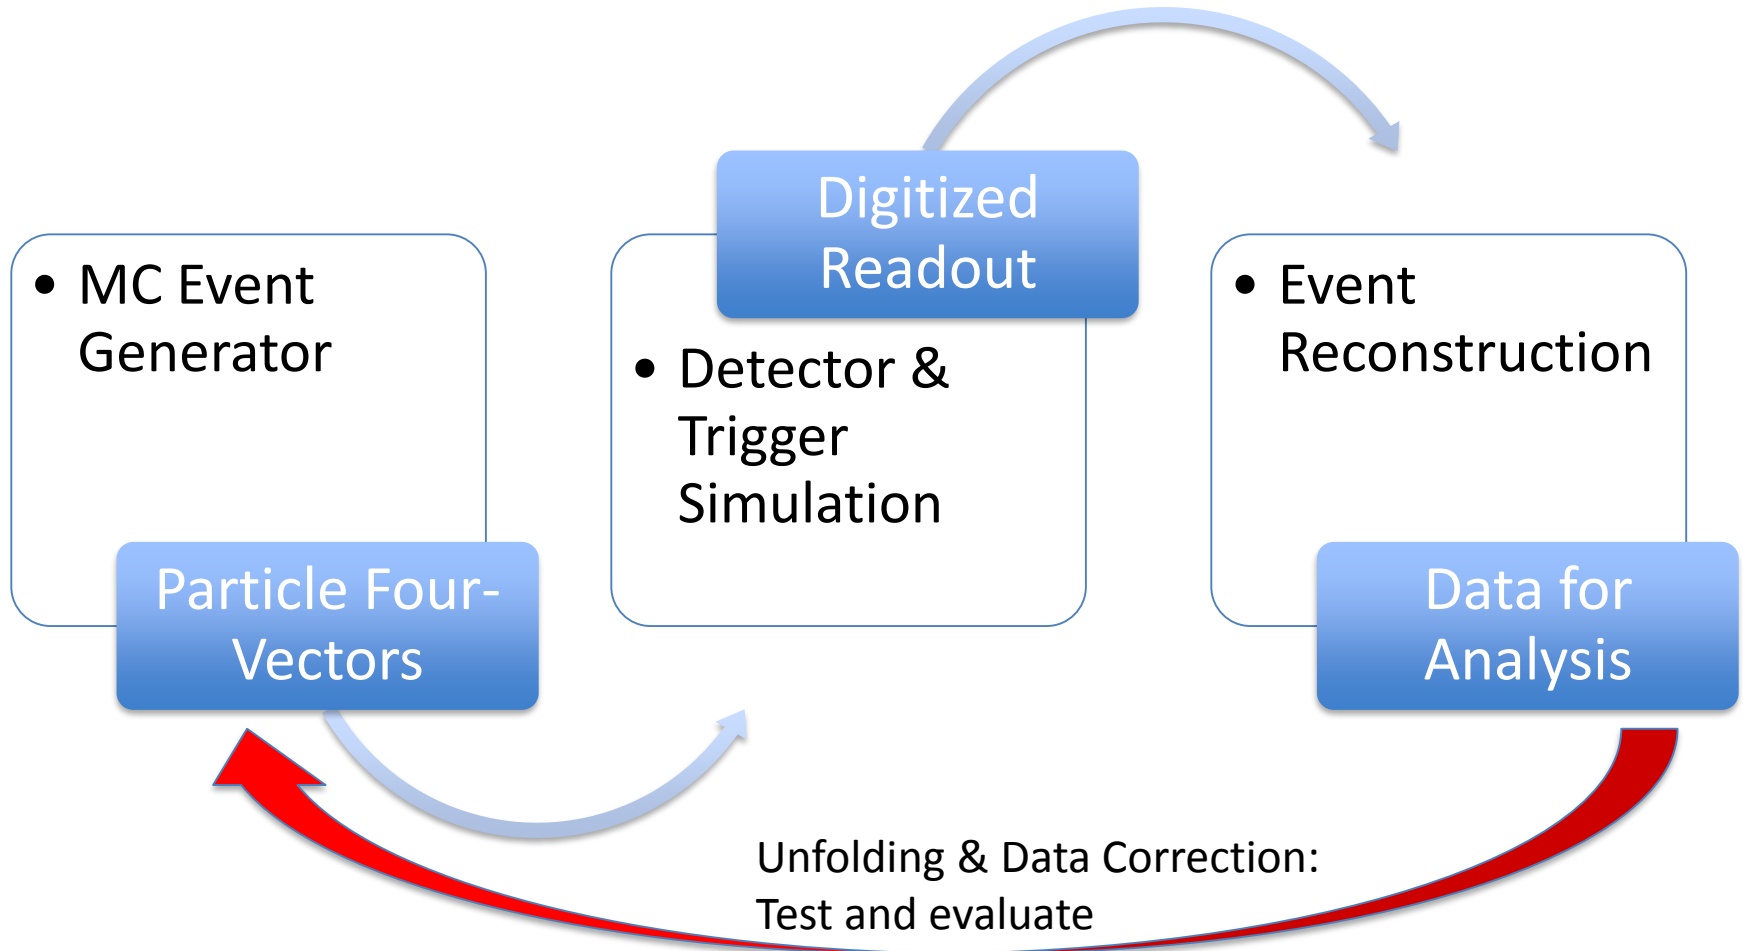 • MC Event
Generator
Particle Four-
Vectors
Digitized
Readout
• Detector &
Trigger
Simulation
• Event
Reconstruction
Data for
Analysis
Unfolding & Data Correction:
Test and evaluate